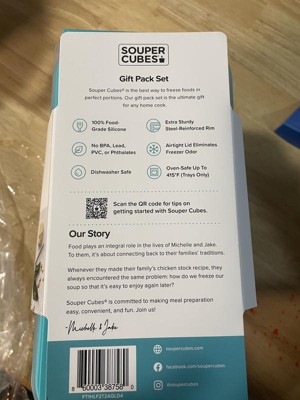 SOUPER
CUBES
Gift Pack Set
Souper Cubes® is the best way to freeze foods in
perfect portions. Our gift pack set is the ultimate gift
for any home cook.
100% Food-
Grade Silicone
Extra Sturdy
Steel-Reinforced Rim
No BPA, Lead,
PVC, or Phthalates
Airtight Lid Eliminates
Freezer Odor
Dishwasher Safe
Oven-Safe Up To
415°F (Trays Only)
Scan the QR code for tips on
getting started with Souper Cubes.
Our Story
Food plays an integral role in the lives of Michelle and Jake.
To them, it's about connecting back to their families' traditions.
Whenever they made their family's chicken stock recipe, they
always encountered the same problem: how do we freeze our
soup so that it's easy to enjoy again later?
Souper Cubes® is committed to making meal preparation
easy, convenient, and fun. Join us!
-Michelle & Jake
soupercubes.com
facebook.com/soupercubes
@soupercubes
8 60003 38758 0